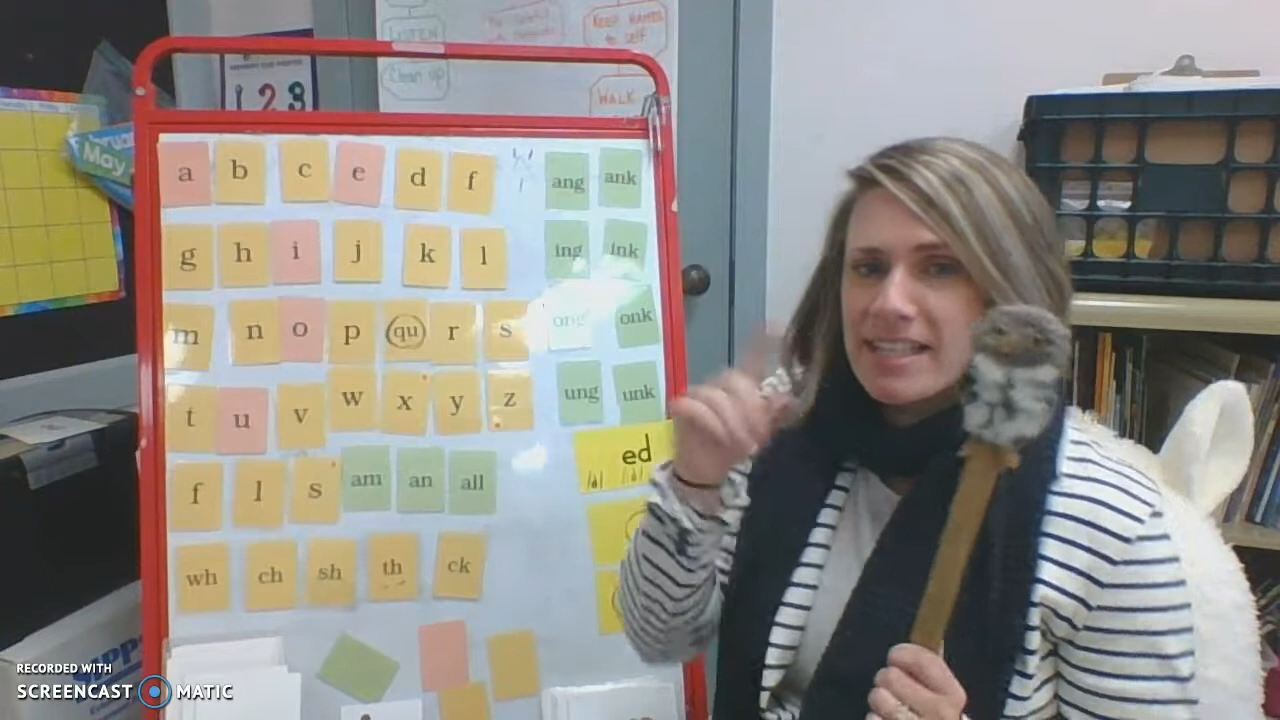 LISTEN
Clean up
KEEP HANDS
to self
WALK
1 2 3
May
a b c e d f
g h i j k l
m n o p qu r s
t u v w x y z
f l s am an all
wh ch sh th ck
ang ank
ing ink
ong onk
ung unk
ed
RECORDED WITH
SCREENCAST MATIC